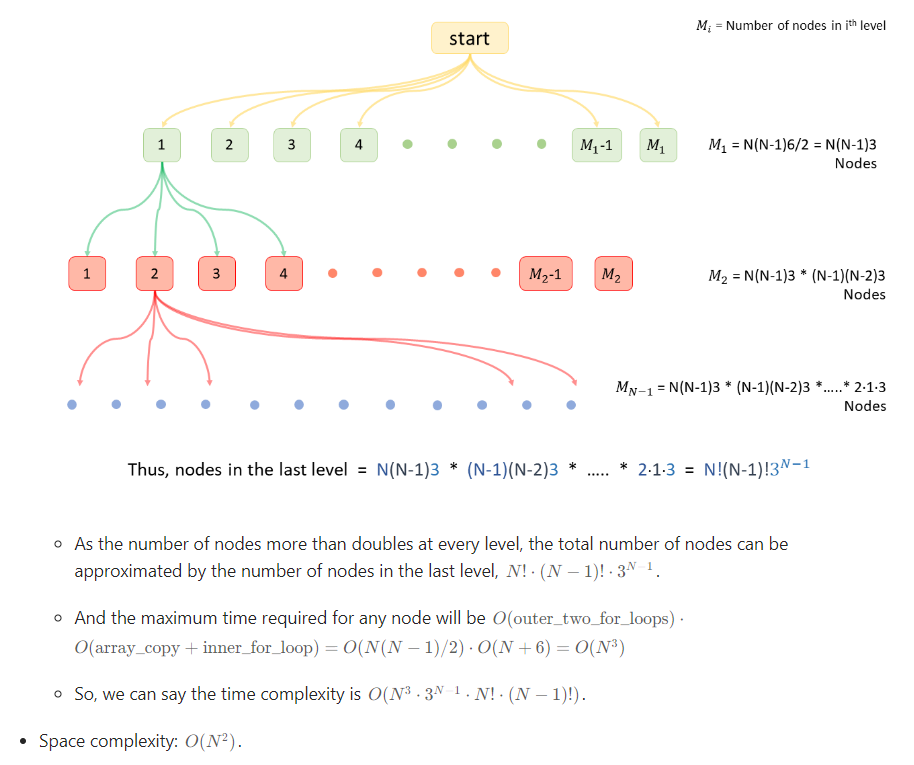 start
Mᵢ = Number of nodes in iᵗʰ level
1 2 3 4 M₁-1 M₁
M₁ = N(N-1)6/2 = N(N-1)3
Nodes
1 2 3 4 M₂-1 M₂
M₂ = N(N-1)3 * (N-1)(N-2)3
Nodes
M_{N−1} = N(N-1)3 * (N-1)(N-2)3 *.....* 2·1·3
Nodes
Thus, nodes in the last level = N(N-1)3 * (N-1)(N-2)3 * ..... * 2·1·3 = N!(N-1)!3^{N−1}
As the number of nodes more than doubles at every level, the total number of nodes can be
approximated by the number of nodes in the last level, N! · (N − 1)! · 3^{N−1}.
And the maximum time required for any node will be O(outer_two_for_loops) ·
O(array_copy + inner_for_loop) = O(N(N − 1)/2) · O(N + 6) = O(N³)
So, we can say the time complexity is O(N³ · 3^{N−1} · N! · (N − 1)!).
Space complexity: O(N²).